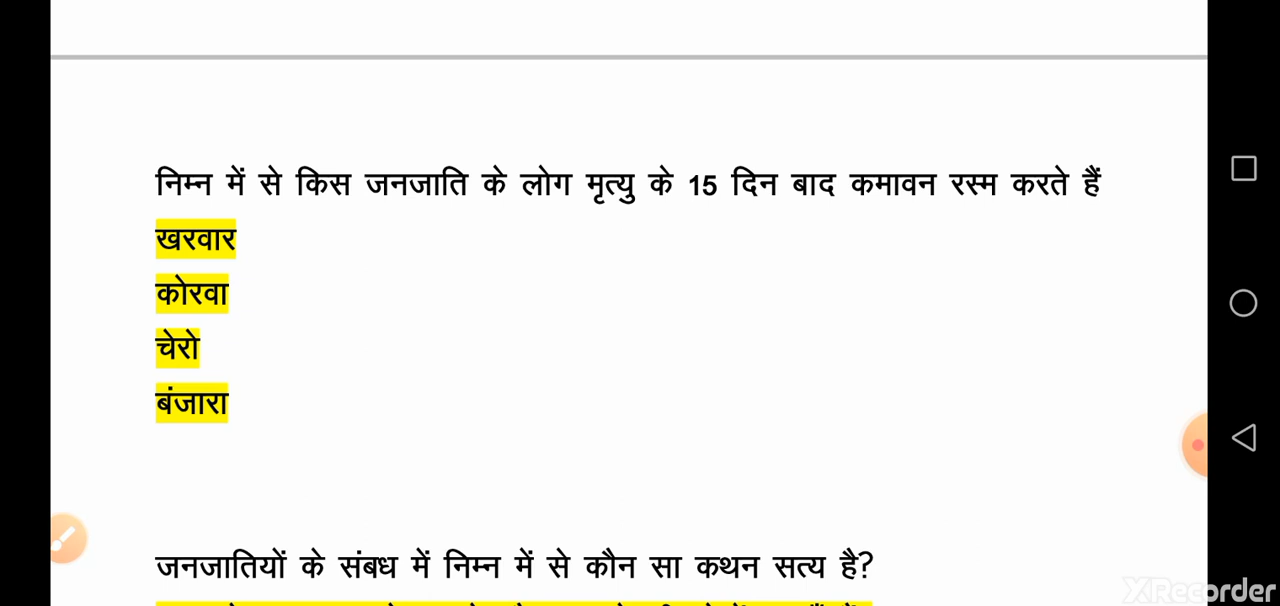 निम्न में से किस जनजाति के लोग मृत्यु के 15 दिन बाद कमावन रस्म करते हैं
खरवार
कोरवा
चेरो
बंजारा
जनजातियों के संबध में निम्न में से कौन सा कथन सत्य है?
XRecorder